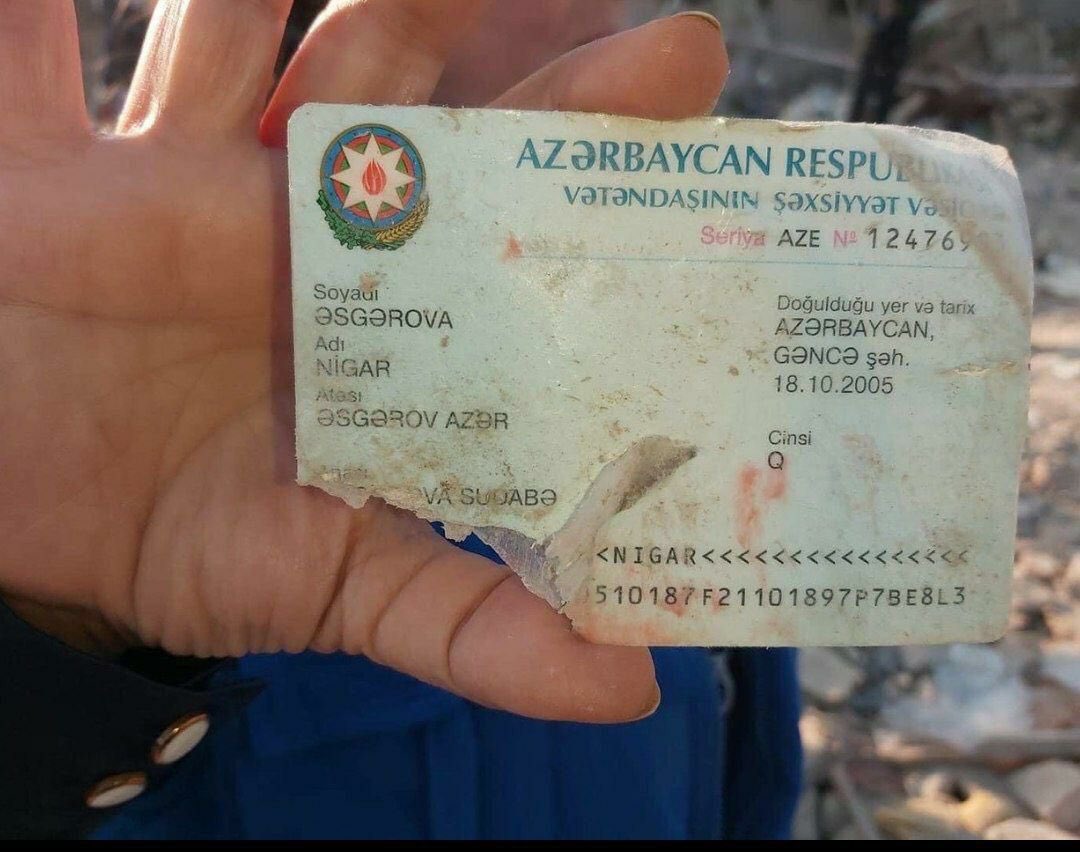 AZƏRBAYCAN
VƏTƏNDAŞININ ŞƏXSİYYƏT
Seriya AZE №
Soyadı
ƏSGƏROVA
Adı
NİGAR
Atası
ƏSGƏROV AZƏR
SUDABƏ
Doğulduğu yer və tarix
AZƏRBAYCAN,
GƏNCƏ şəh.
18.10.2005
Cinsi
Q
<NIGAR<<<<<<<<<<<<<<<<<
510187F21101897P7BE8L3